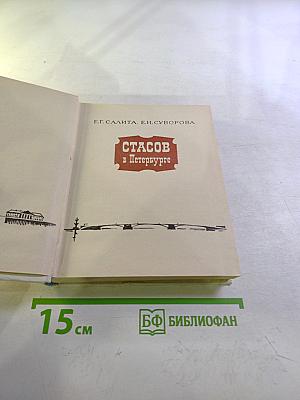 Е.Г. САЛИТА, Е.И. СУВОРОВА
СТАСОВ
в Петербурге
15 см
БФ БИБЛИОФАН